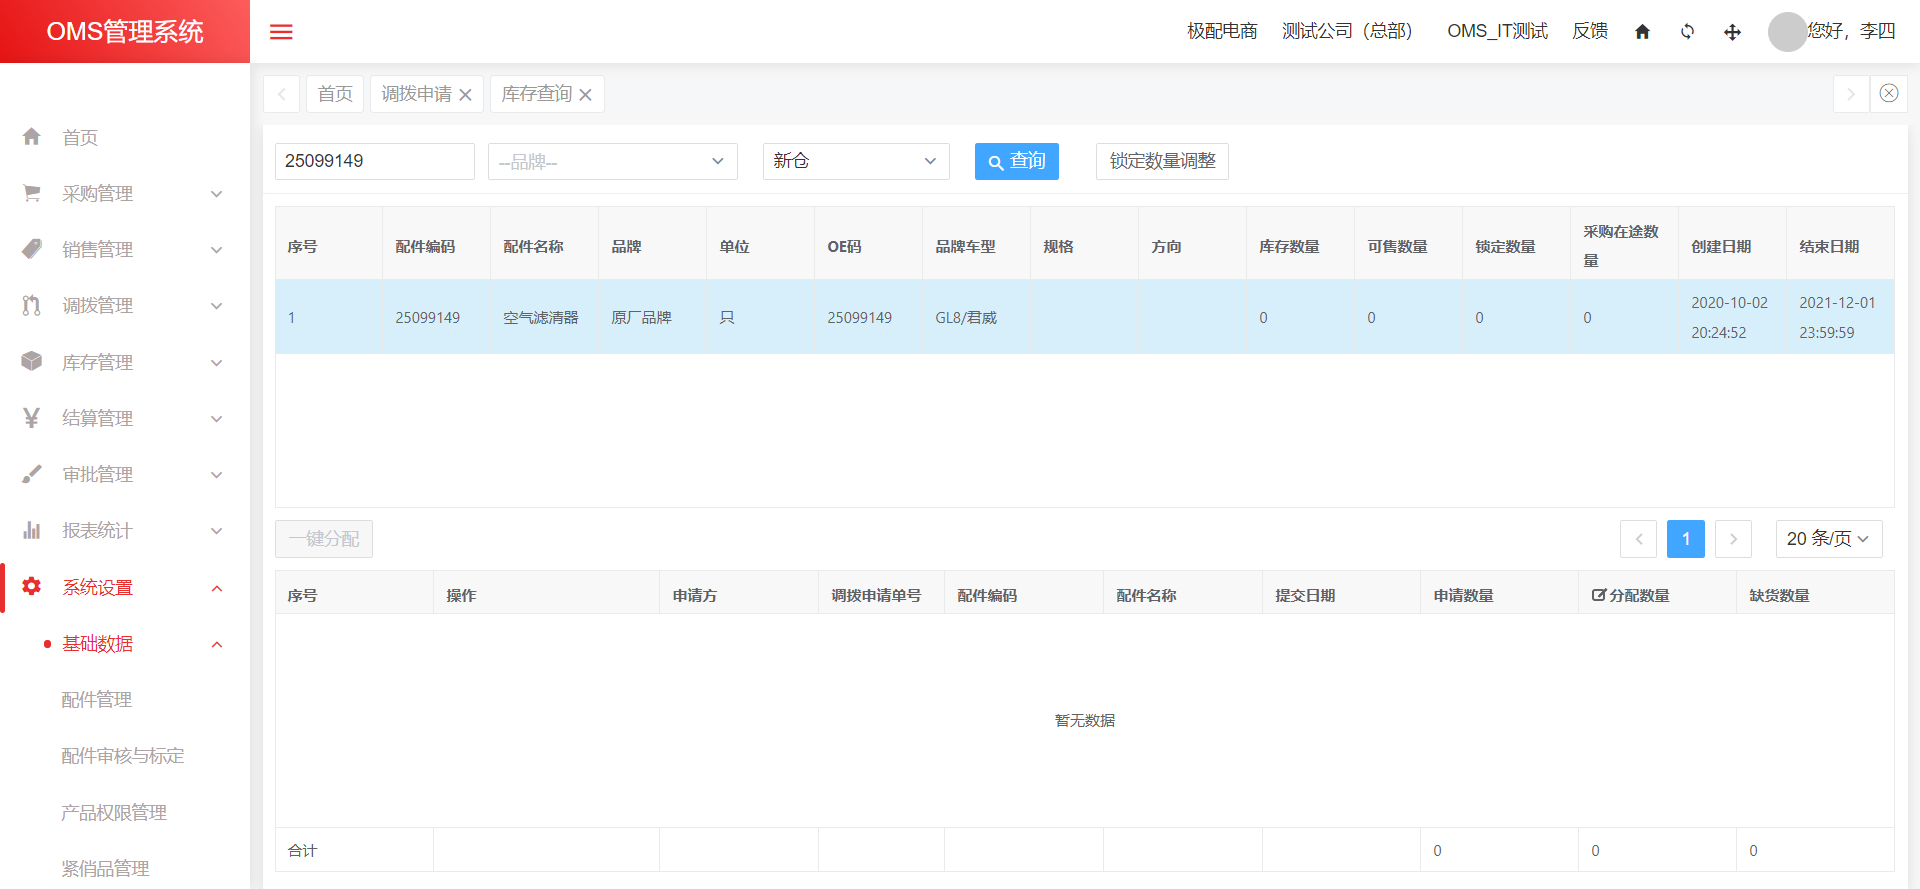 OMS管理系统
极配电商 测试公司（总部） OMS_IT测试 反馈 您好，李四
首页 调拨申请 库存查询
首页
采购管理
销售管理
调拨管理
库存管理
结算管理
审批管理
报表统计
系统设置
基础数据
配件管理
配件审核与标定
产品权限管理
紧俏品管理
25099149 --品牌-- 新仓 查询 锁定数量调整
序号 配件编码 配件名称 品牌 单位 OE码 品牌车型 规格 方向 库存数量 可售数量 锁定数量 采购在途数 创建日期 结束日期
量
1 25099149 空气滤清器 原厂品牌 只 25099149 GL8/君威 0 0 0 0 2020-10-02 2021-12-01
20:24:52 23:59:59
一键分配 1 20 条/页
序号 操作 申请方 调拨申请单号 配件编码 配件名称 提交日期 申请数量 分配数量 缺货数量
暂无数据
合计 0 0 0